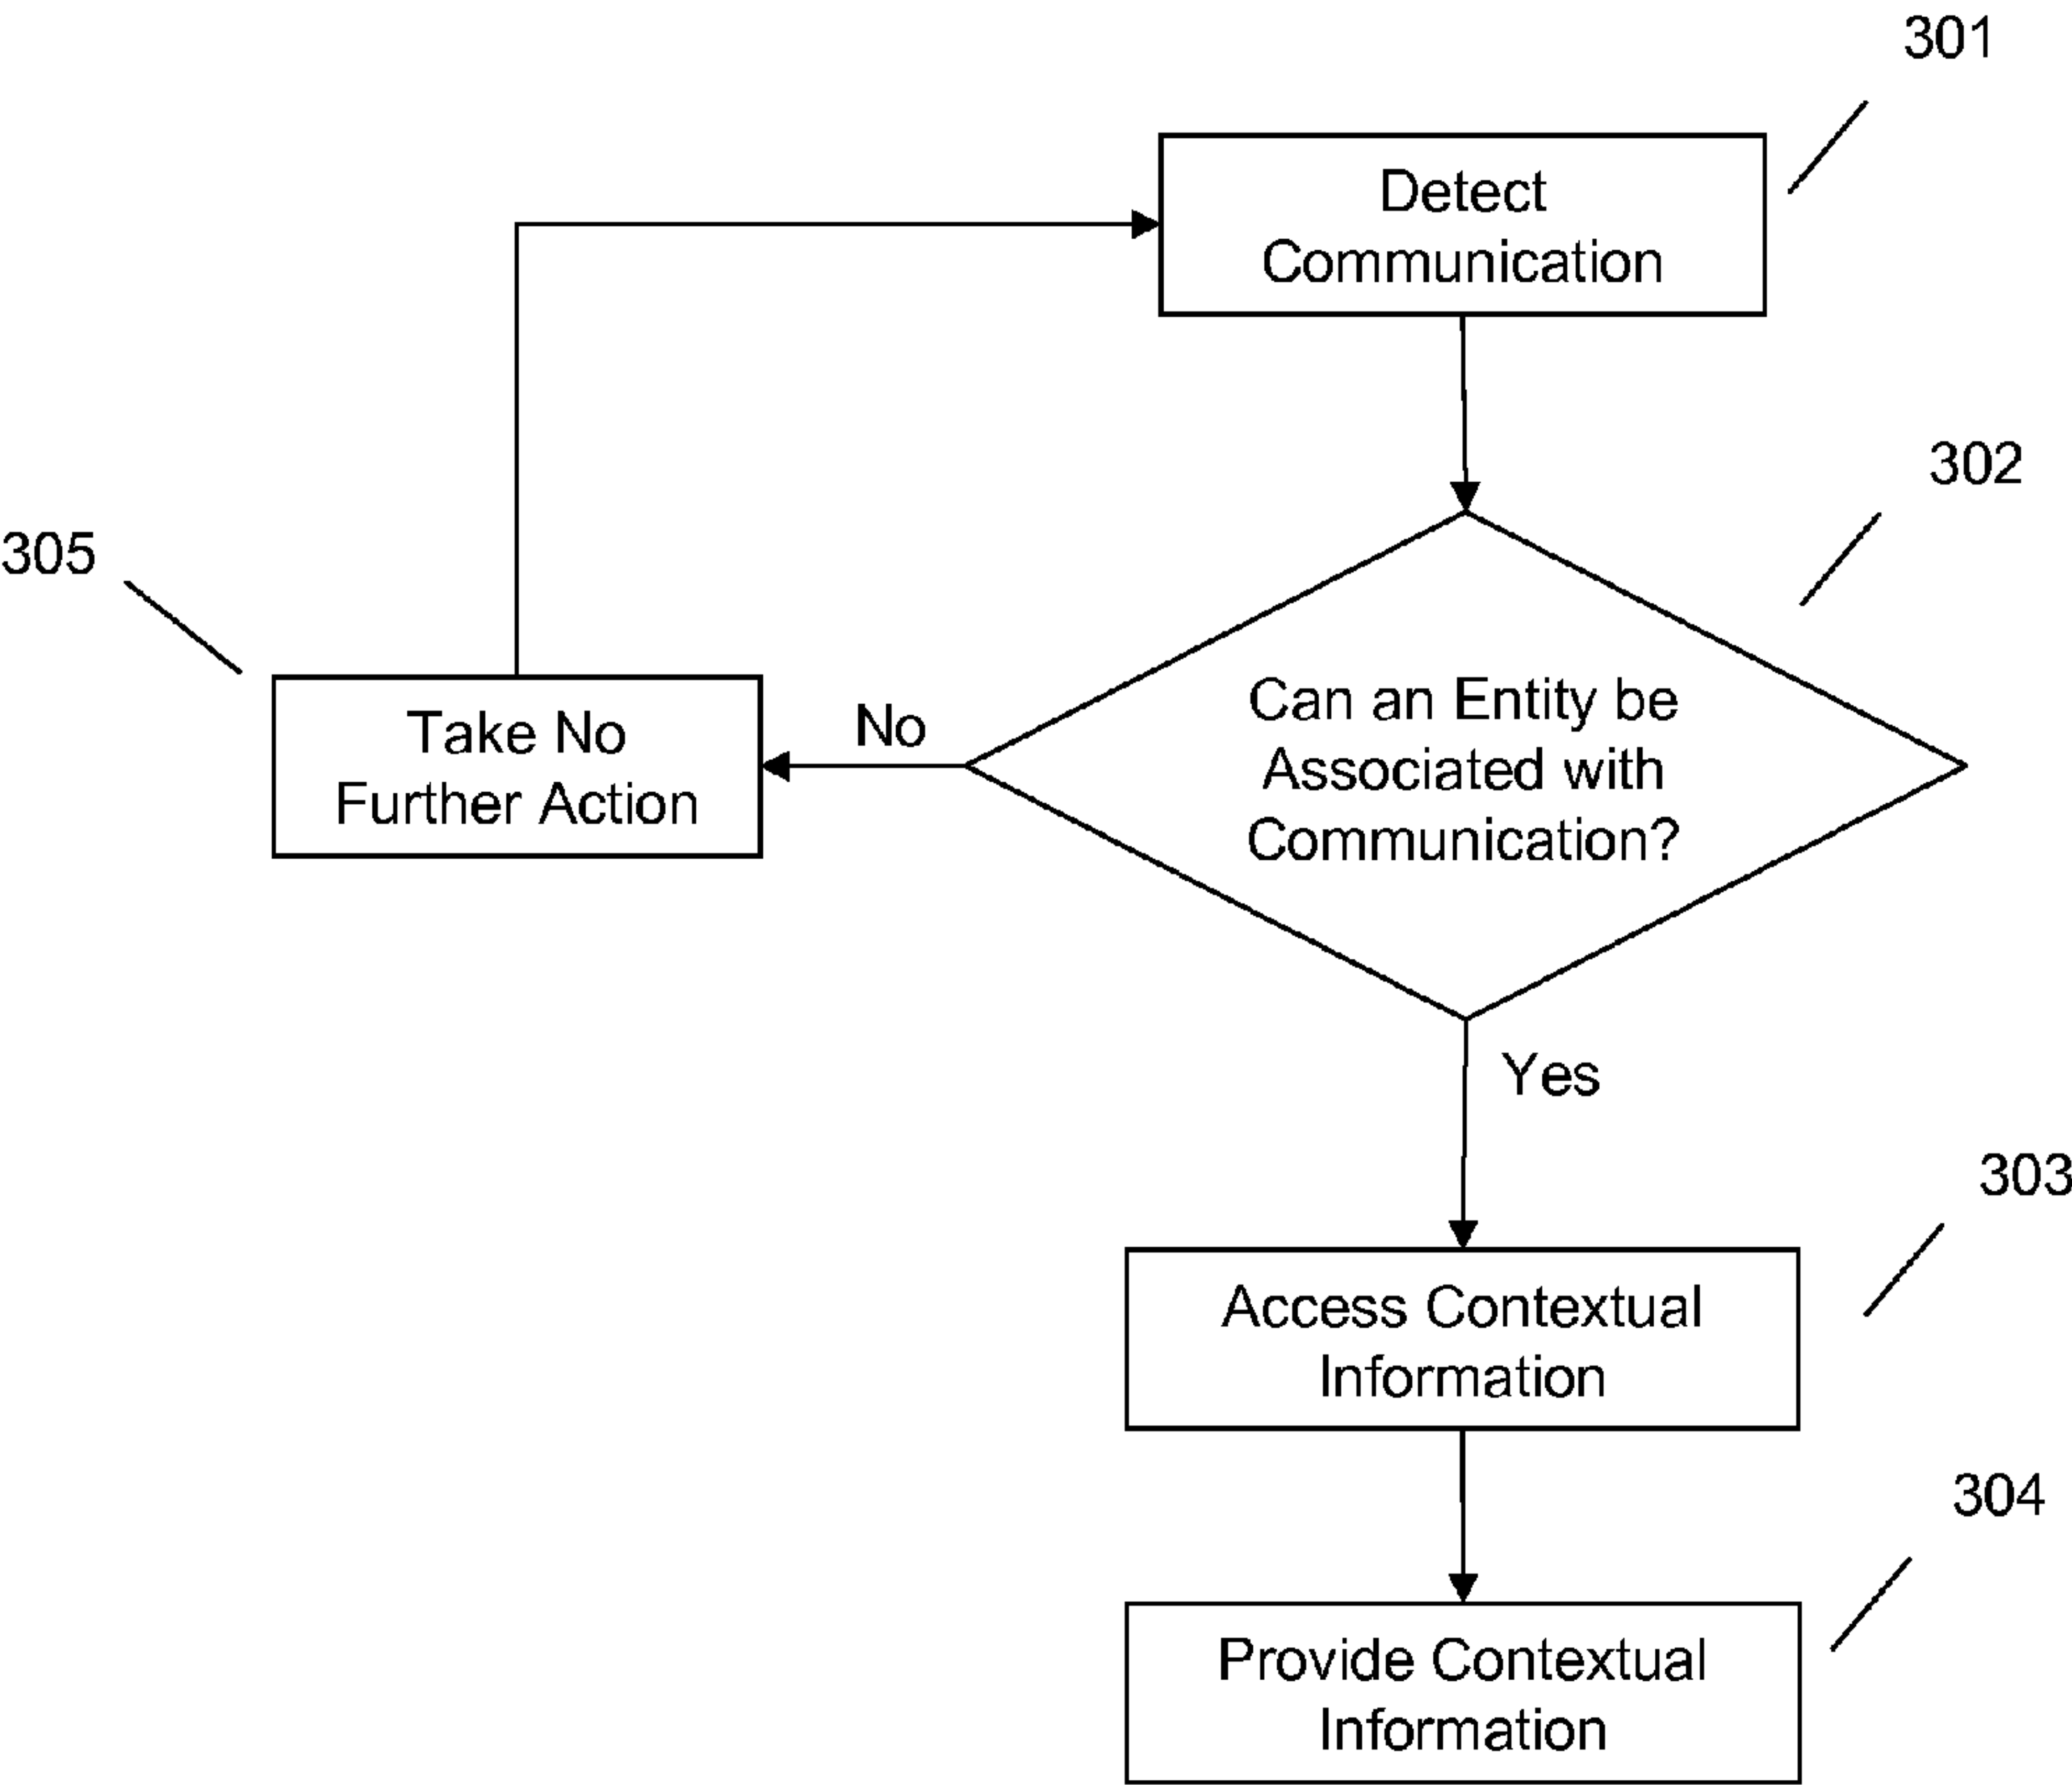 301
Detect
Communication
302
305
Can an Entity be
Associated with
Communication?
No
Take No
Further Action
Yes
303
Access Contextual
Information
304
Provide Contextual
Information